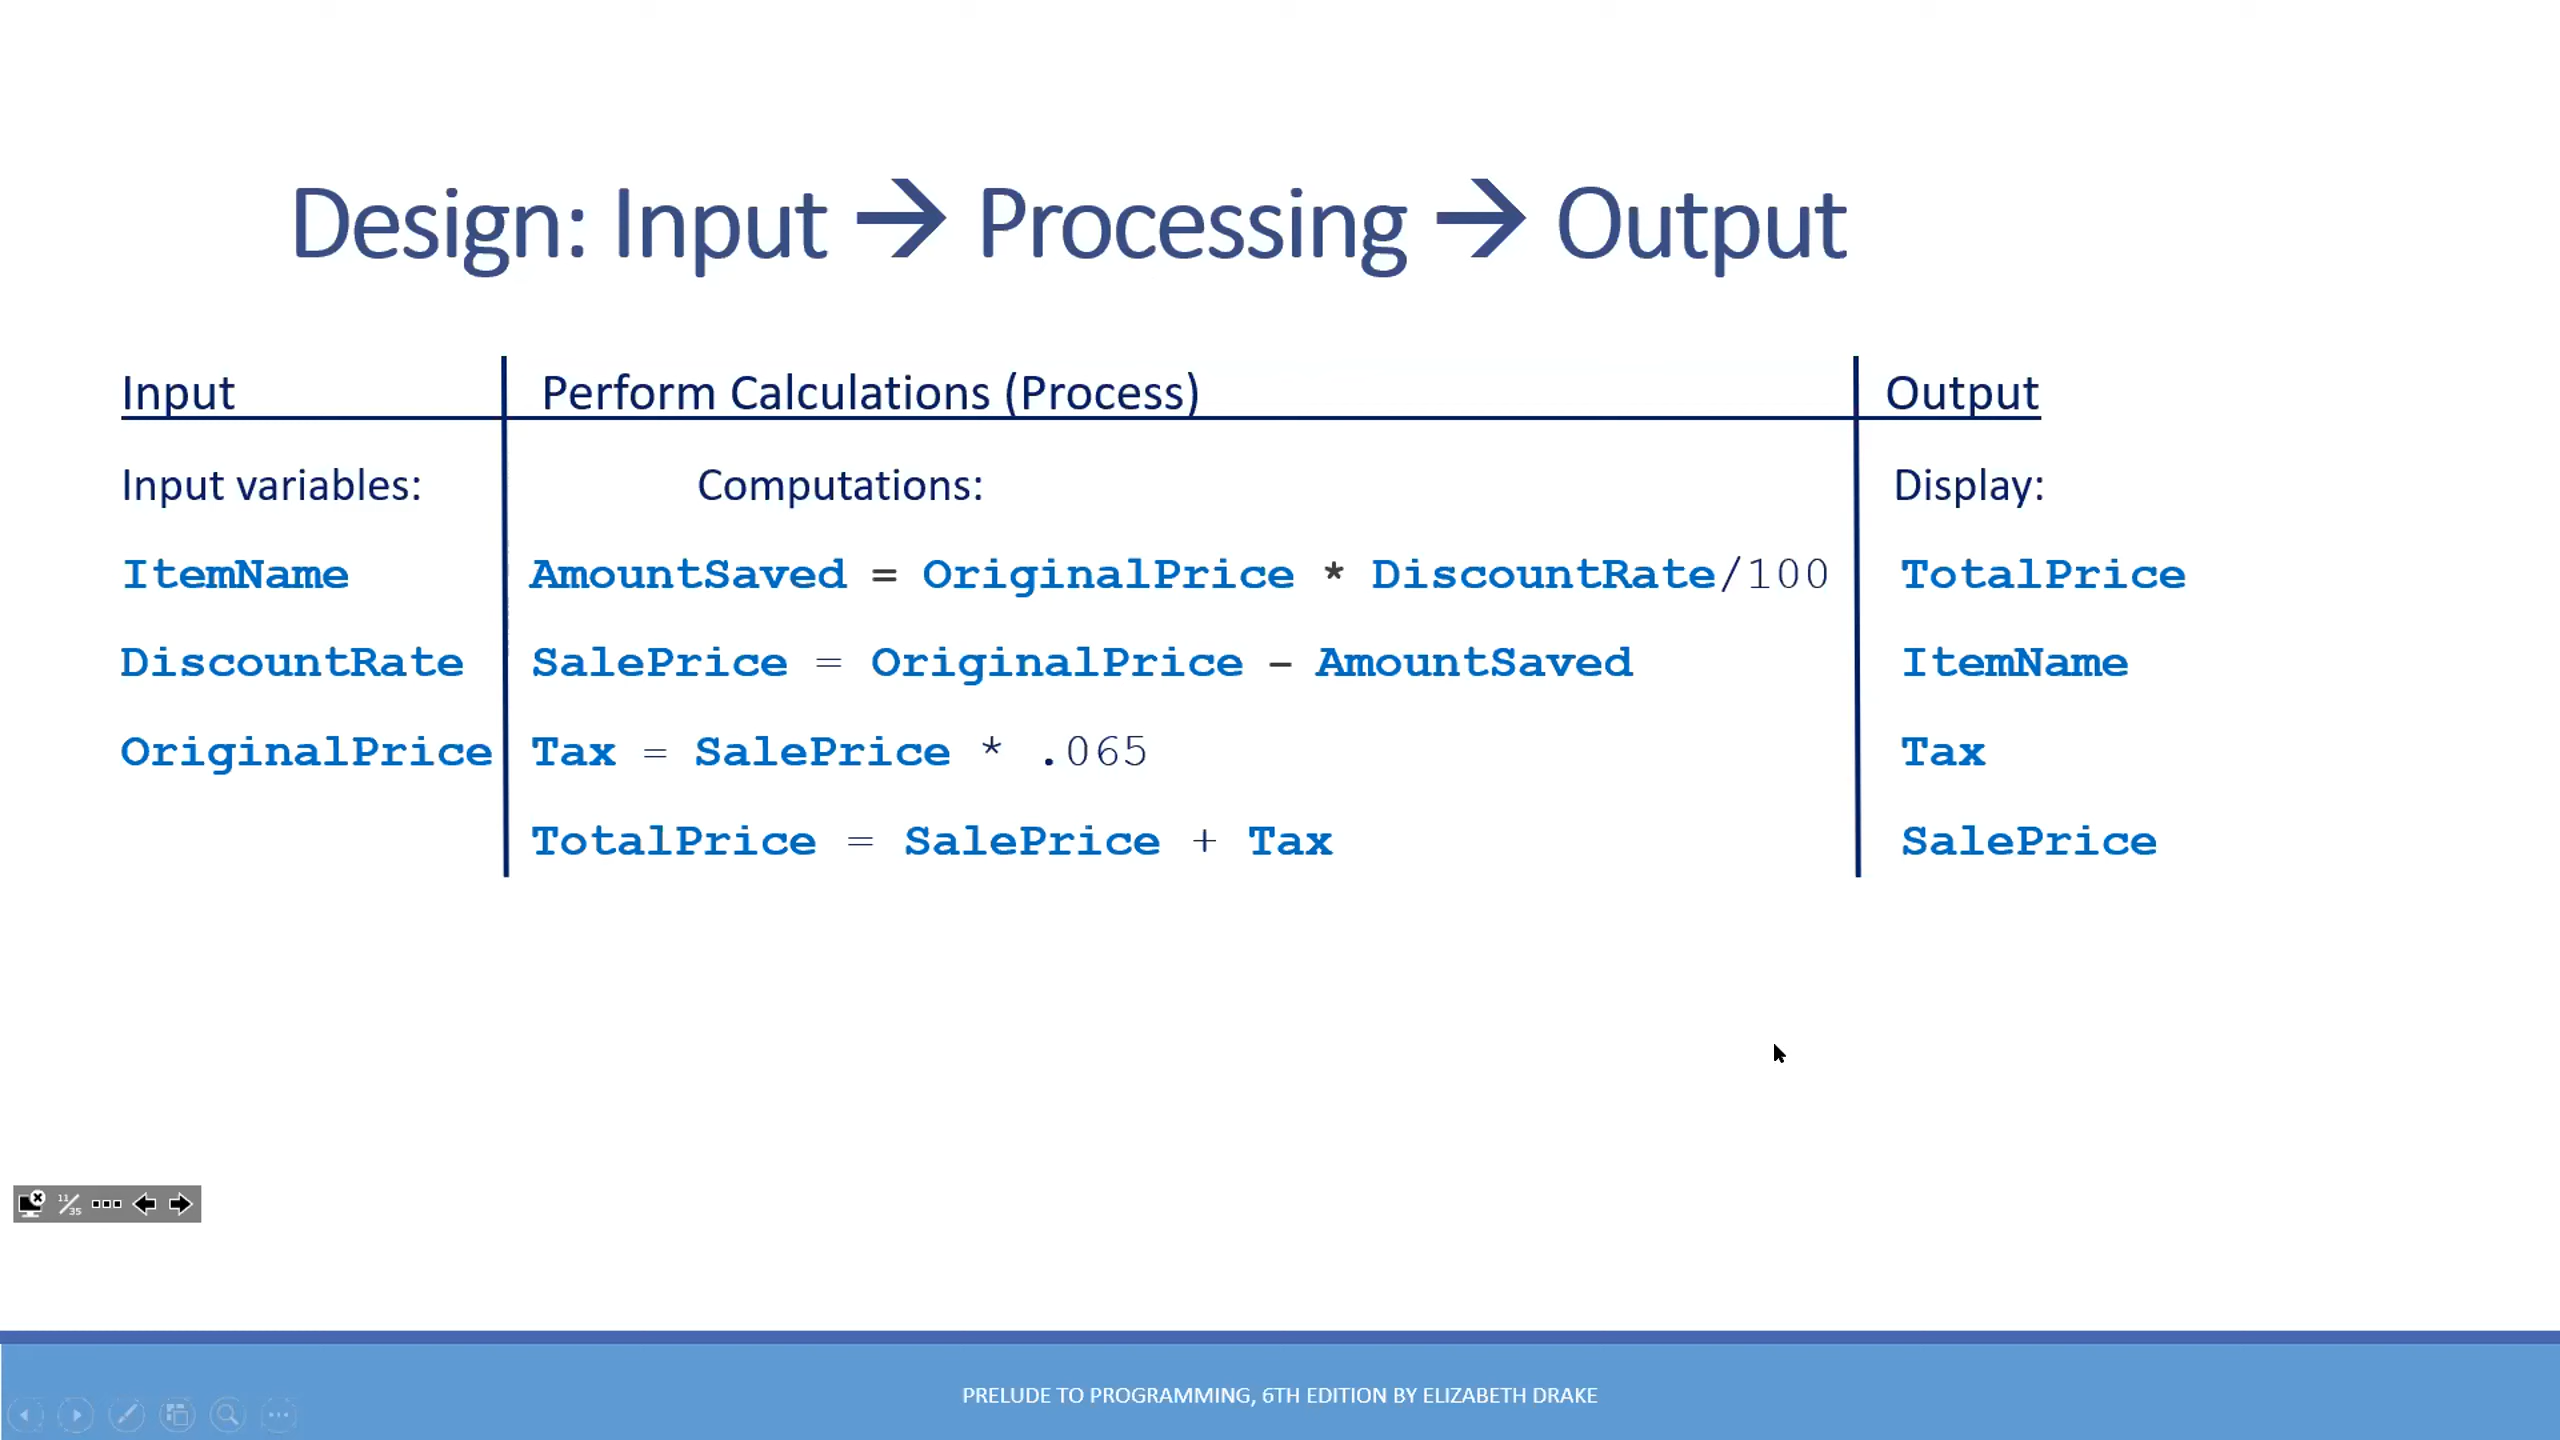 Design: Input → Processing → Output
Input Perform Calculations (Process) Output
Input variables: Computations: Display:
ItemName AmountSaved = OriginalPrice * DiscountRate/100 TotalPrice
DiscountRate SalePrice = OriginalPrice – AmountSaved ItemName
OriginalPrice Tax = SalePrice * .065 Tax
TotalPrice = SalePrice + Tax SalePrice
11/35
PRELUDE TO PROGRAMMING, 6TH EDITION BY ELIZABETH DRAKE